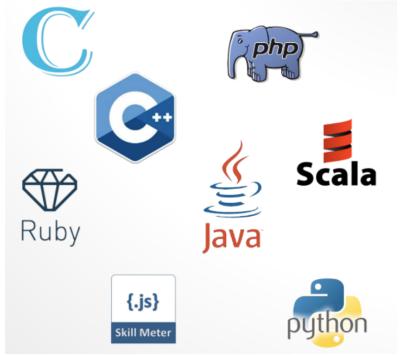 C
php
C++
Scala
Ruby
Java
{.js}
Skill Meter
python